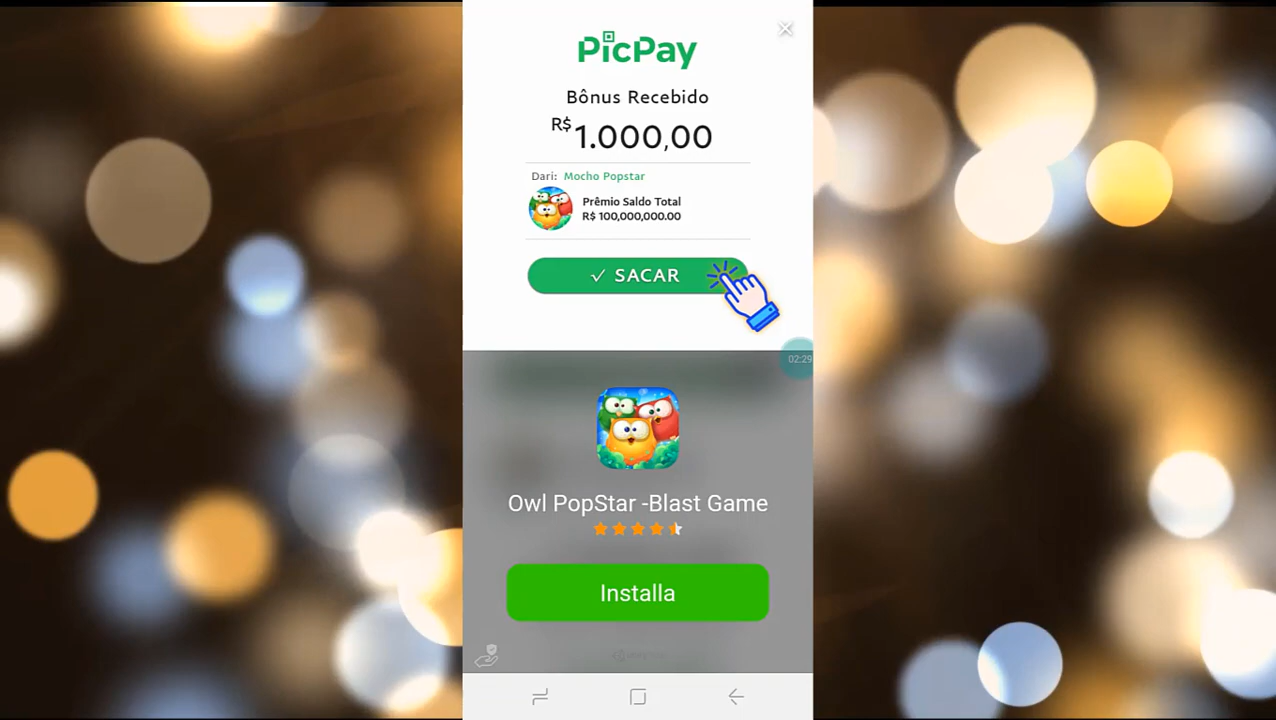 PicPay
Bônus Recebido
R$ 1.000,00
Dari: Mocho Popstar
Prêmio Saldo Total
R$ 100,000,000.00
✓ SACAR
02:29
Owl PopStar -Blast Game
Installa